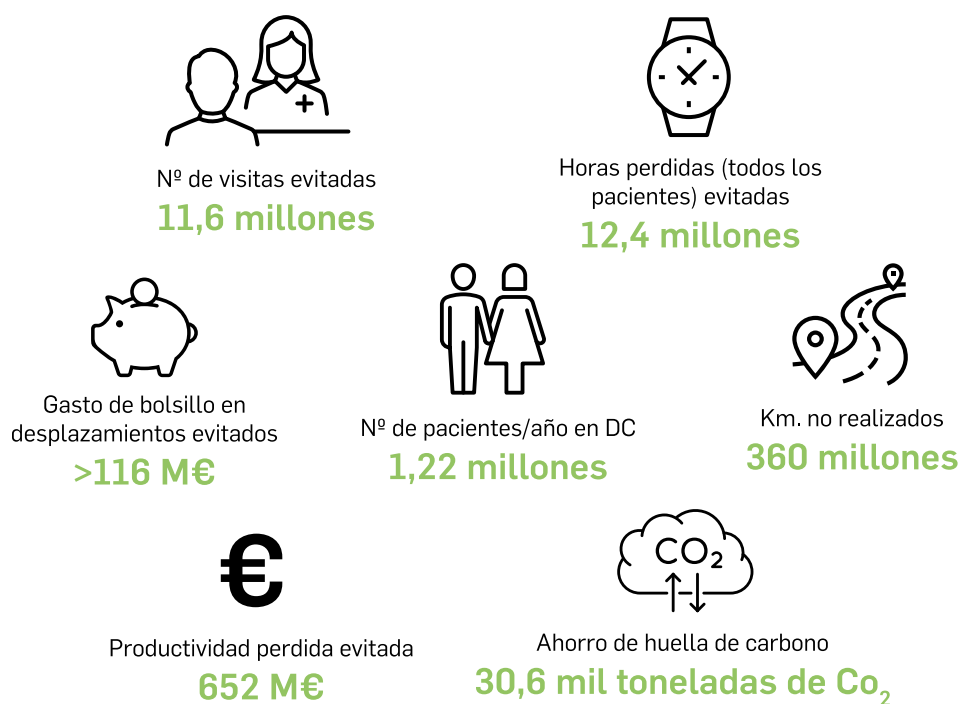 Nº de visitas evitadas
11,6 millones
Horas perdidas (todos los
pacientes) evitadas
12,4 millones
Gasto de bolsillo en
desplazamientos evitados
>116 M€
Nº de pacientes/año en DC
1,22 millones
Km. no realizados
360 millones
€
Productividad perdida evitada
652 M€
CO₂
Ahorro de huella de carbono
30,6 mil toneladas de Co₂